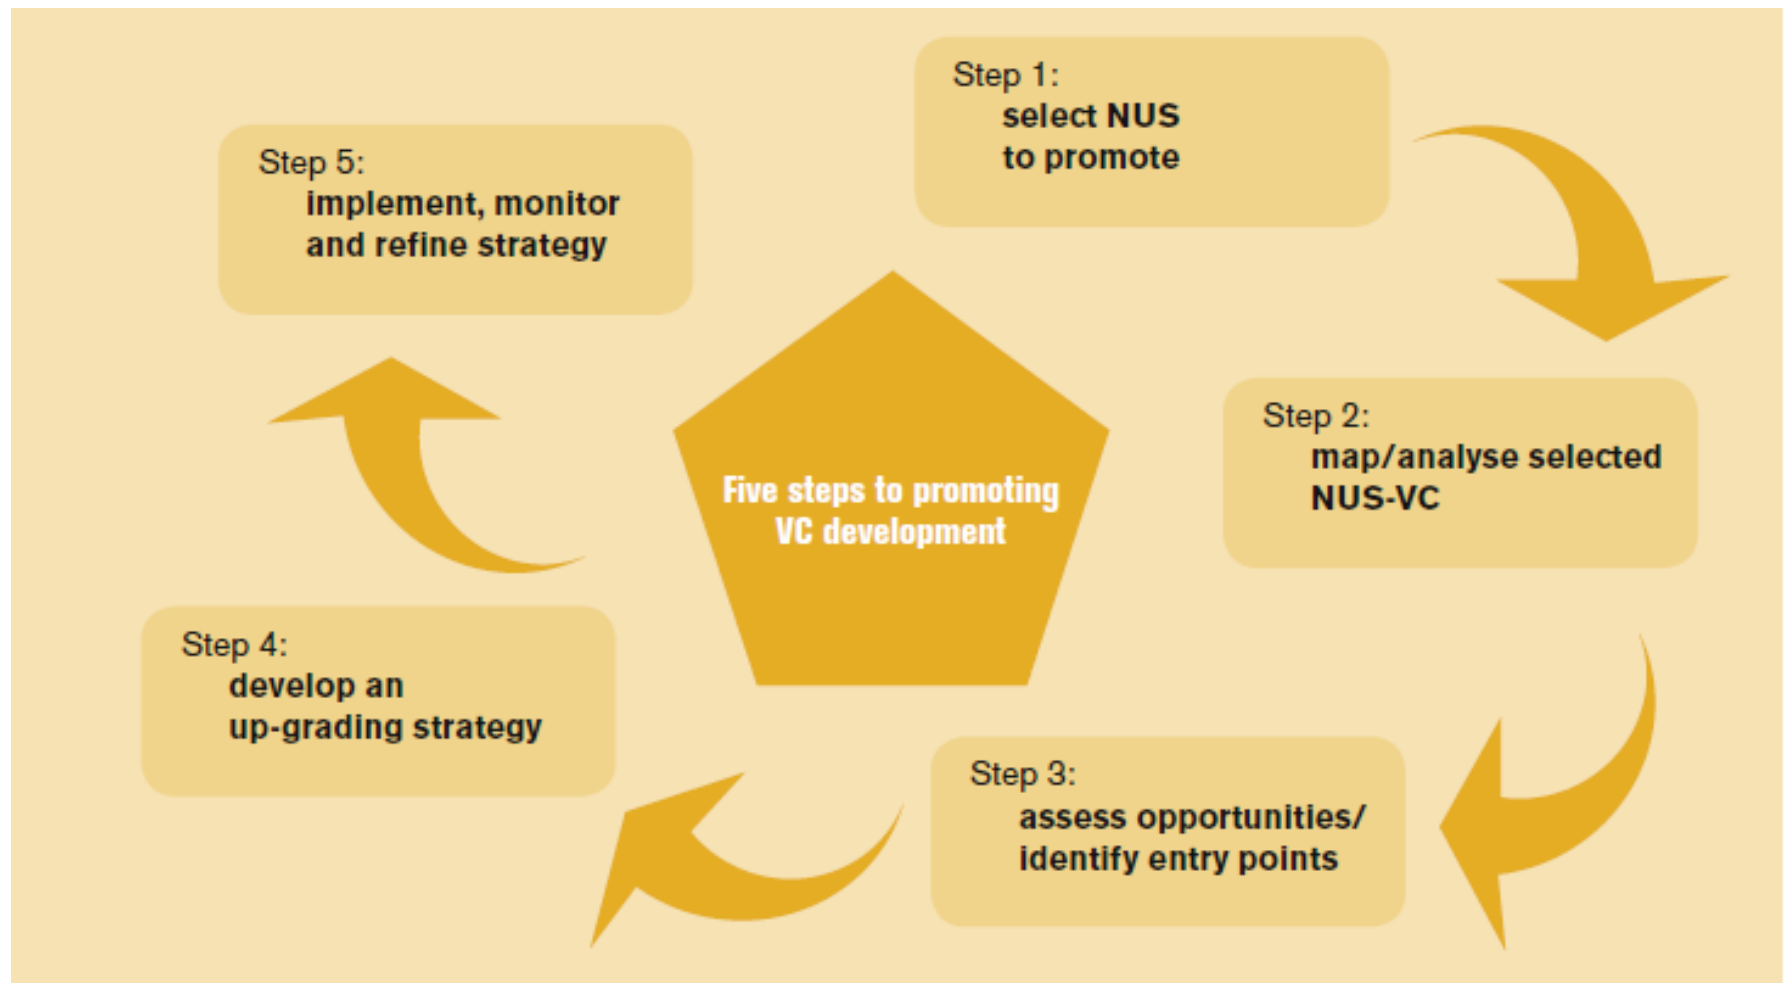 Step 1:
select NUS
to promote
Step 2:
map/analyse selected
NUS-VC
Step 3:
assess opportunities/
identify entry points
Step 4:
develop an
up-grading strategy
Step 5:
implement, monitor
and refine strategy
Five steps to promoting
VC development